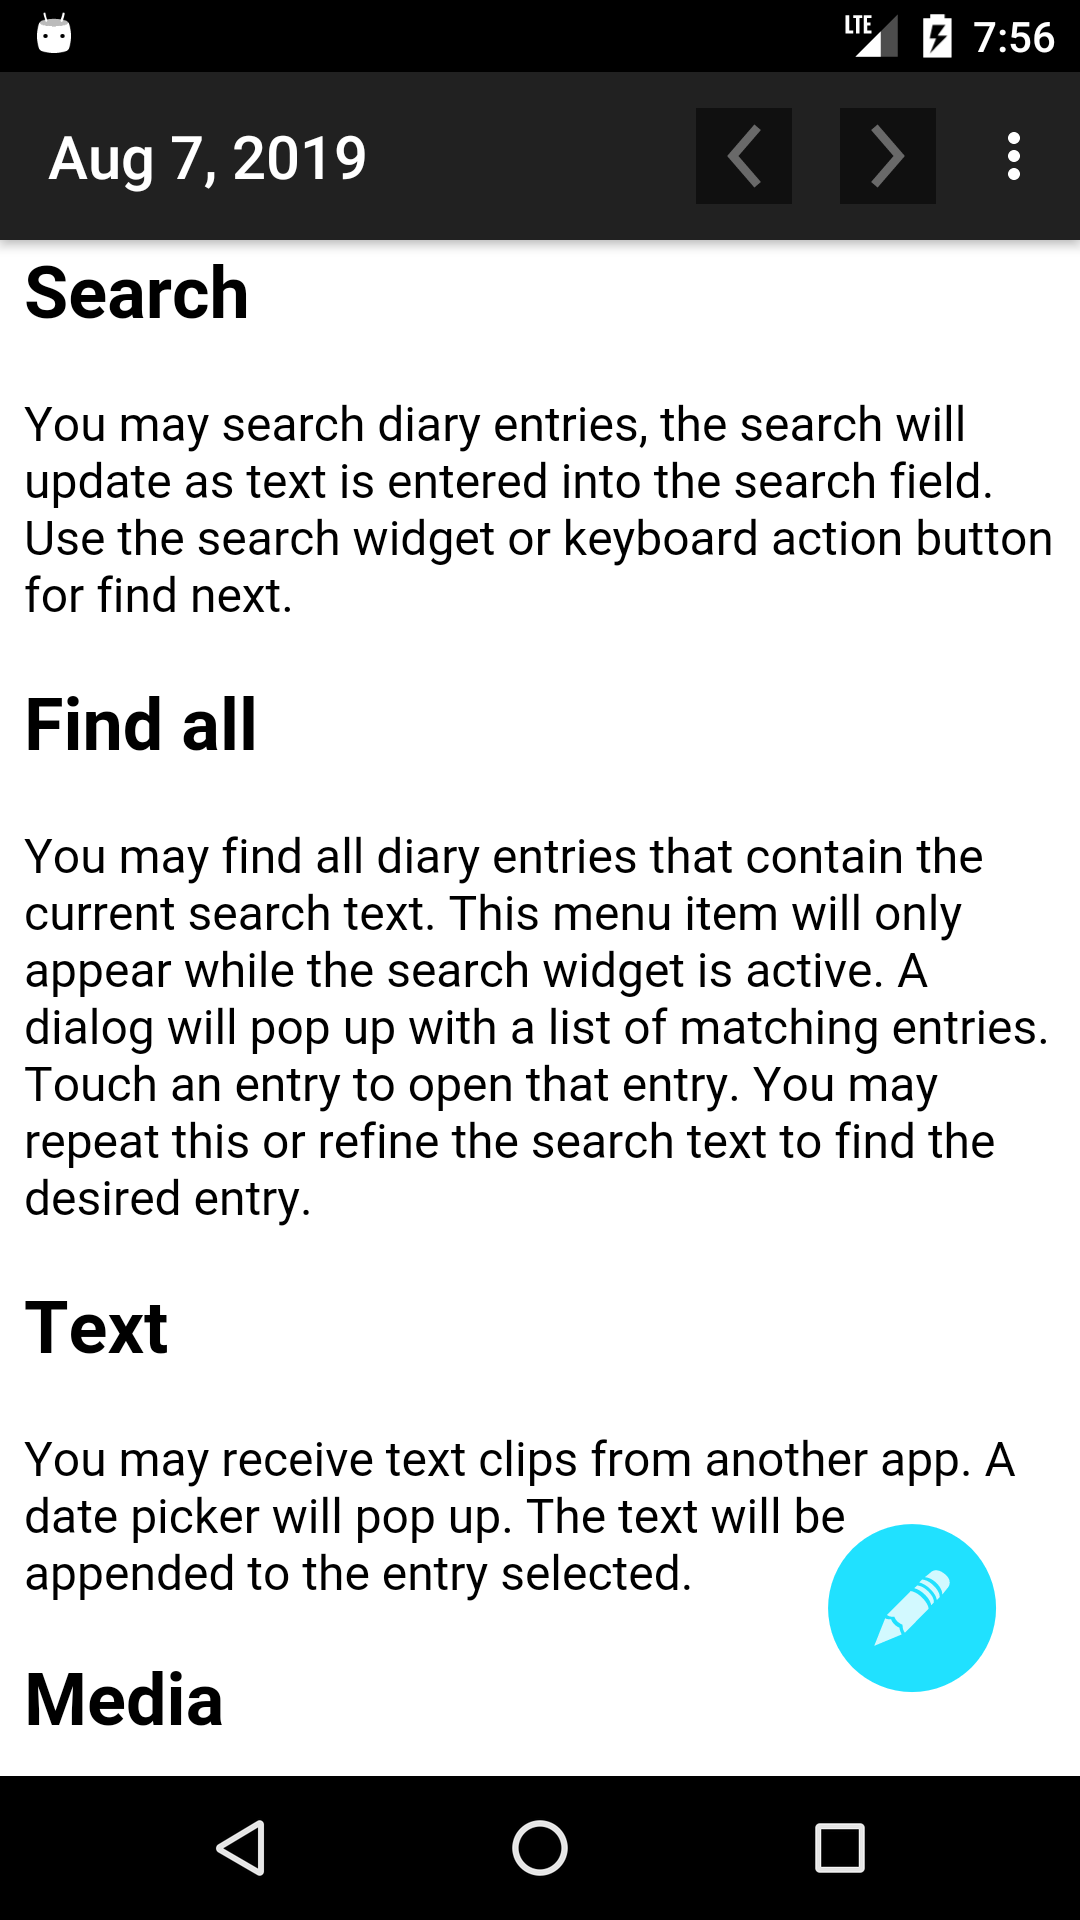 LTE 7:56
Aug 7, 2019
Search
You may search diary entries, the search will
update as text is entered into the search field.
Use the search widget or keyboard action button
for find next.
Find all
You may find all diary entries that contain the
current search text. This menu item will only
appear while the search widget is active. A
dialog will pop up with a list of matching entries.
Touch an entry to open that entry. You may
repeat this or refine the search text to find the
desired entry.
Text
You may receive text clips from another app. A
date picker will pop up. The text will be
appended to the entry selected.
Media